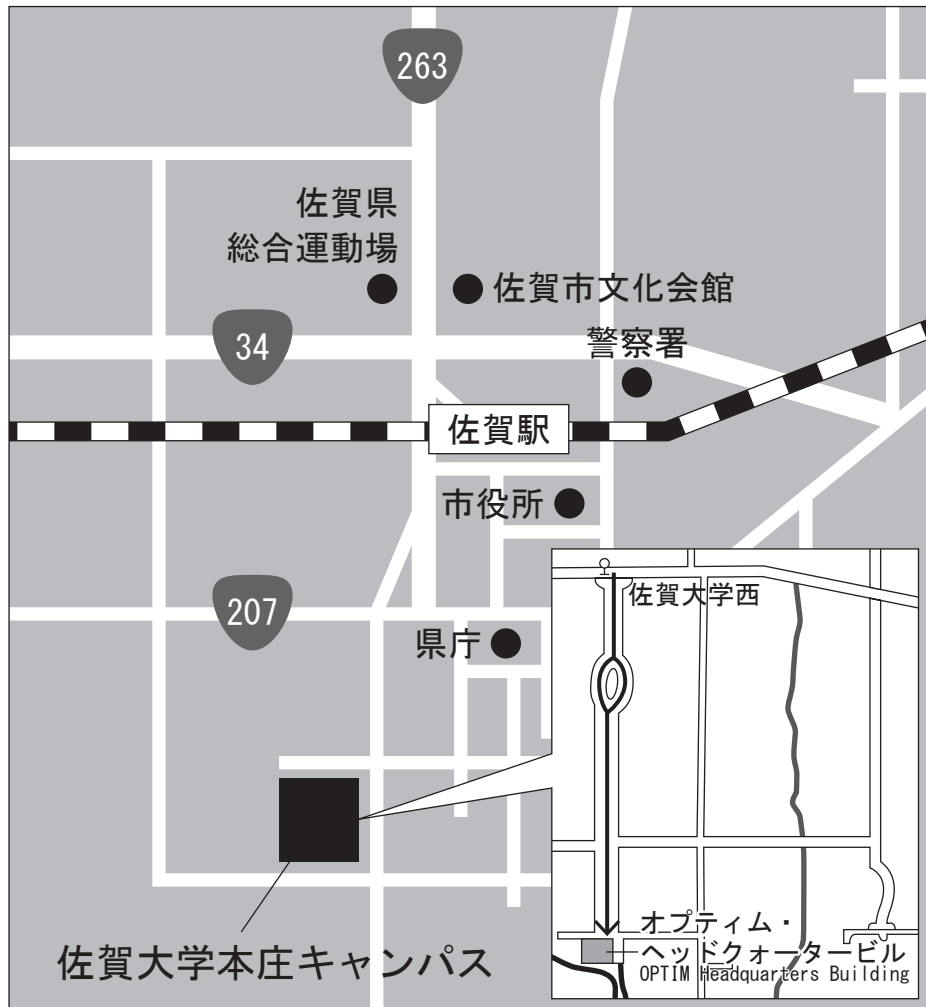 263
佐賀県
総合運動場
佐賀市文化会館
34
警察署
佐賀駅
市役所
207
佐賀大学西
県庁
オプティム・
ヘッドクォータービル
OPTIM Headquarters Building
佐賀大学本庄キャンパス